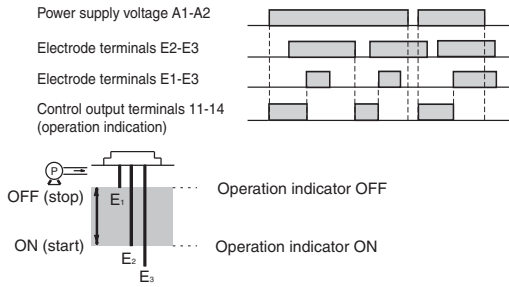 Power supply voltage A1-A2
Electrode terminals E2-E3
Electrode terminals E1-E3
Control output terminals 11-14
(operation indication)
P
OFF (stop)
E1
Operation indicator OFF
ON (start)
E2
Operation indicator ON
E3